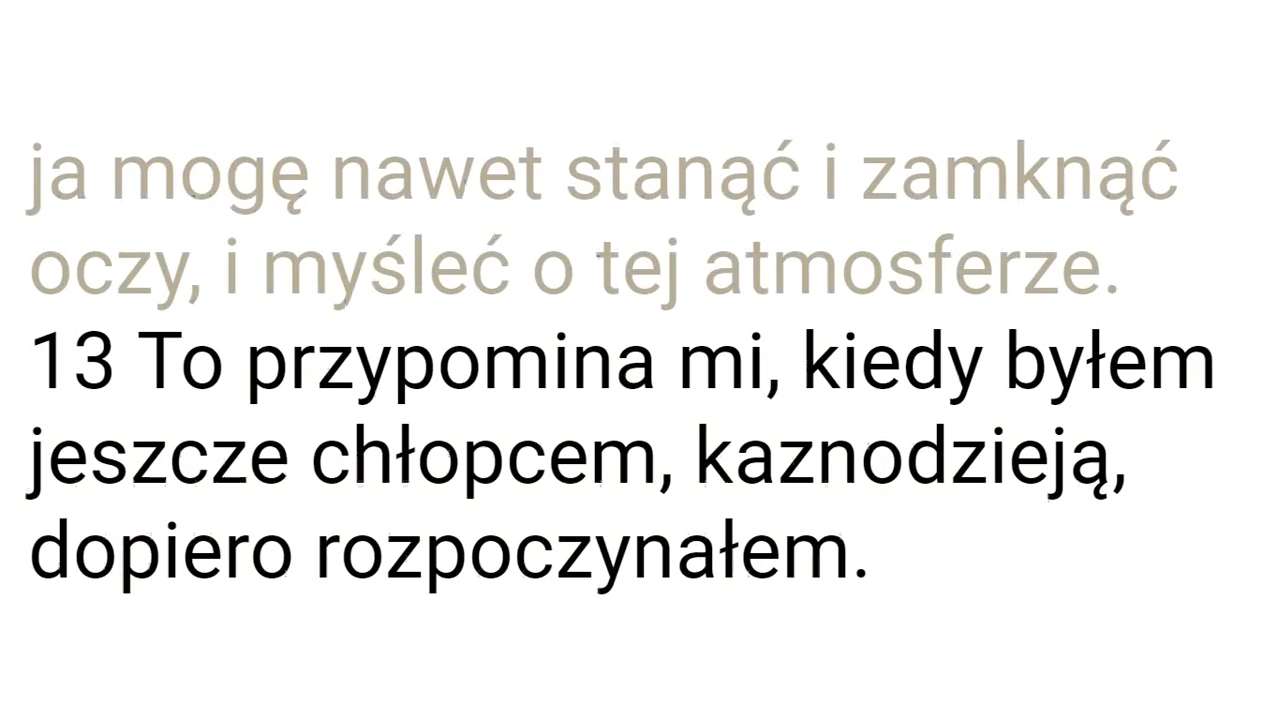 ja mogę nawet stanąć i zamknąć
oczy, i myśleć o tej atmosferze.
13 To przypomina mi, kiedy byłem
jeszcze chłopcem, kaznodzieją,
dopiero rozpoczynałem.